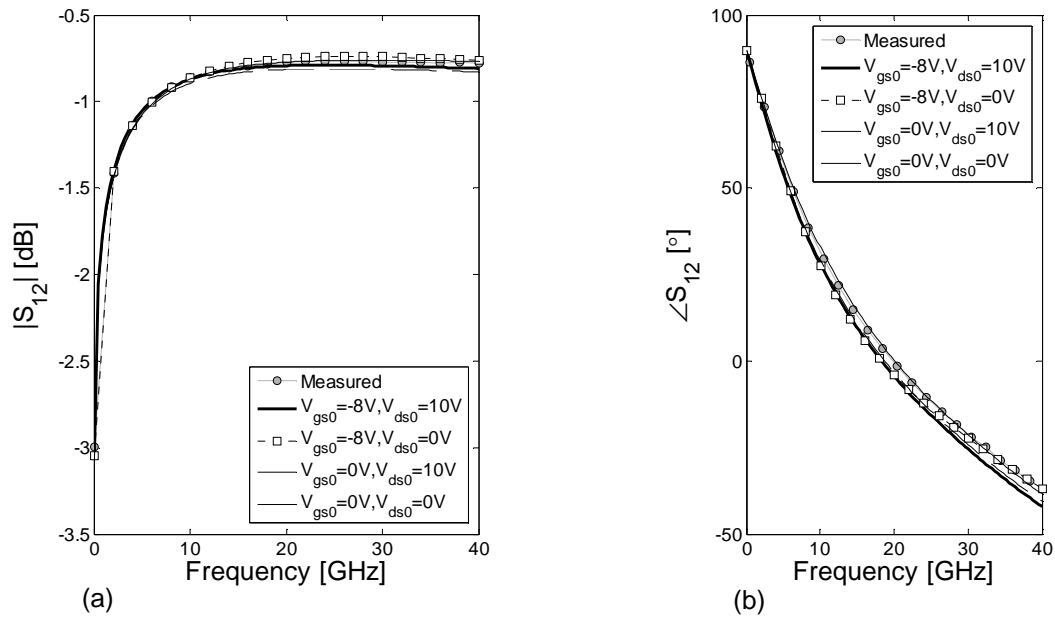 -0.5
-1
-1.5
-2
-2.5
-3
-3.5
|S12| [dB]
Measured
Vgs0=-8V,Vds0=10V
Vgs0=-8V,Vds0=0V
Vgs0=0V,Vds0=10V
Vgs0=0V,Vds0=0V
0 10 20 30 40
Frequency [GHz]
(a)
100
50
0
-50
∠S12 [°]
Measured
Vgs0=-8V,Vds0=10V
Vgs0=-8V,Vds0=0V
Vgs0=0V,Vds0=10V
Vgs0=0V,Vds0=0V
0 10 20 30 40
Frequency [GHz]
(b)